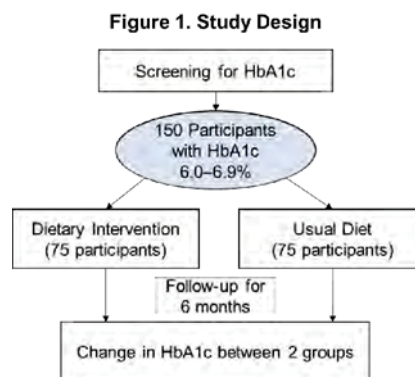 Figure 1. Study Design
Screening for HbA1c
150 Participants
with HbA1c
6.0–6.9%
Dietary Intervention
(75 participants)
Usual Diet
(75 participants)
Follow-up for
6 months
Change in HbA1c between 2 groups